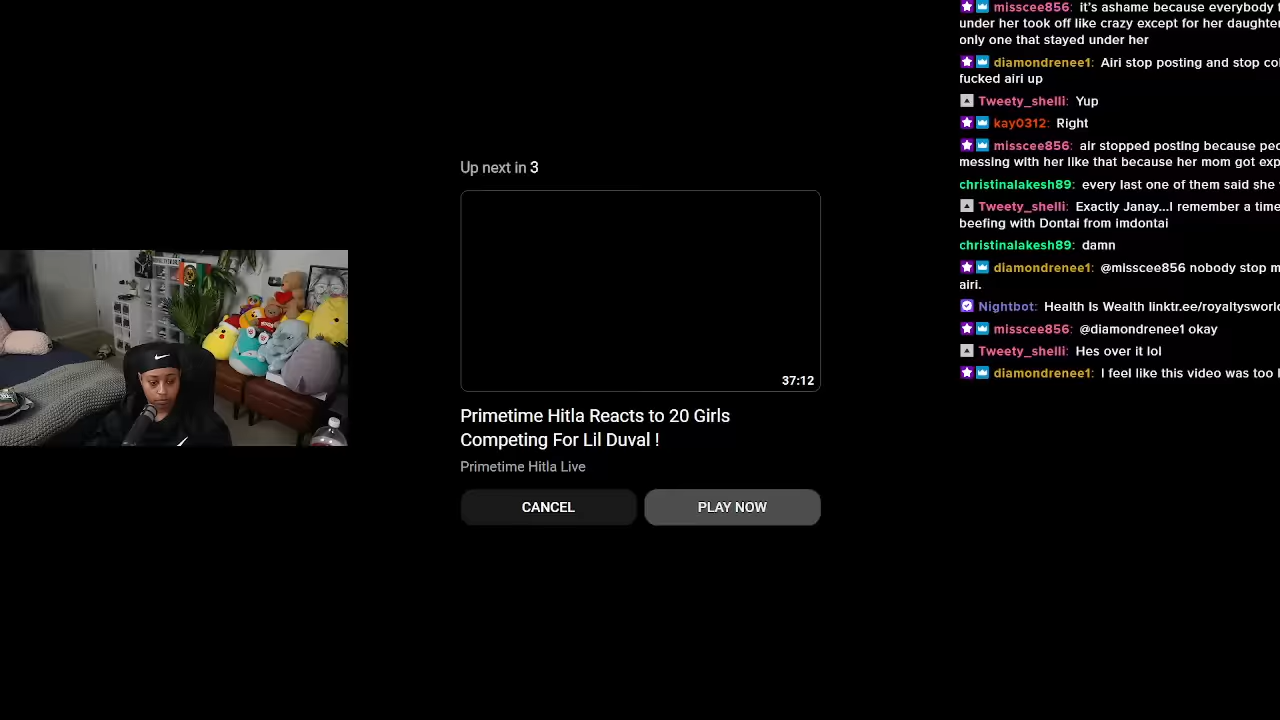 Up next in 3
37:12
Primetime Hitla Reacts to 20 Girls
Competing For Lil Duval !
Primetime Hitla Live
CANCEL
PLAY NOW
misscee856: it's ashame because everybody
under her took off like crazy except for her daughter
only one that stayed under her
diamondrenee1: Airi stop posting and stop
fucked airi up
Tweety_shelli: Yup
kay0312: Right
misscee856: air stopped posting because
messing with her like that because her mom got
christinalakesh89: every last one of them said she
Tweety_shelli: Exactly Janay...I remember a time
beefing with Dontai from imdontai
christinalakesh89: damn
diamondrenee1: @misscee856 nobody stop
airi.
Nightbot: Health Is Wealth linktr.ee/royaltysworld
misscee856: @diamondrenee1 okay
Tweety_shelli: Hes over it lol
diamondrenee1: I feel like this video was too